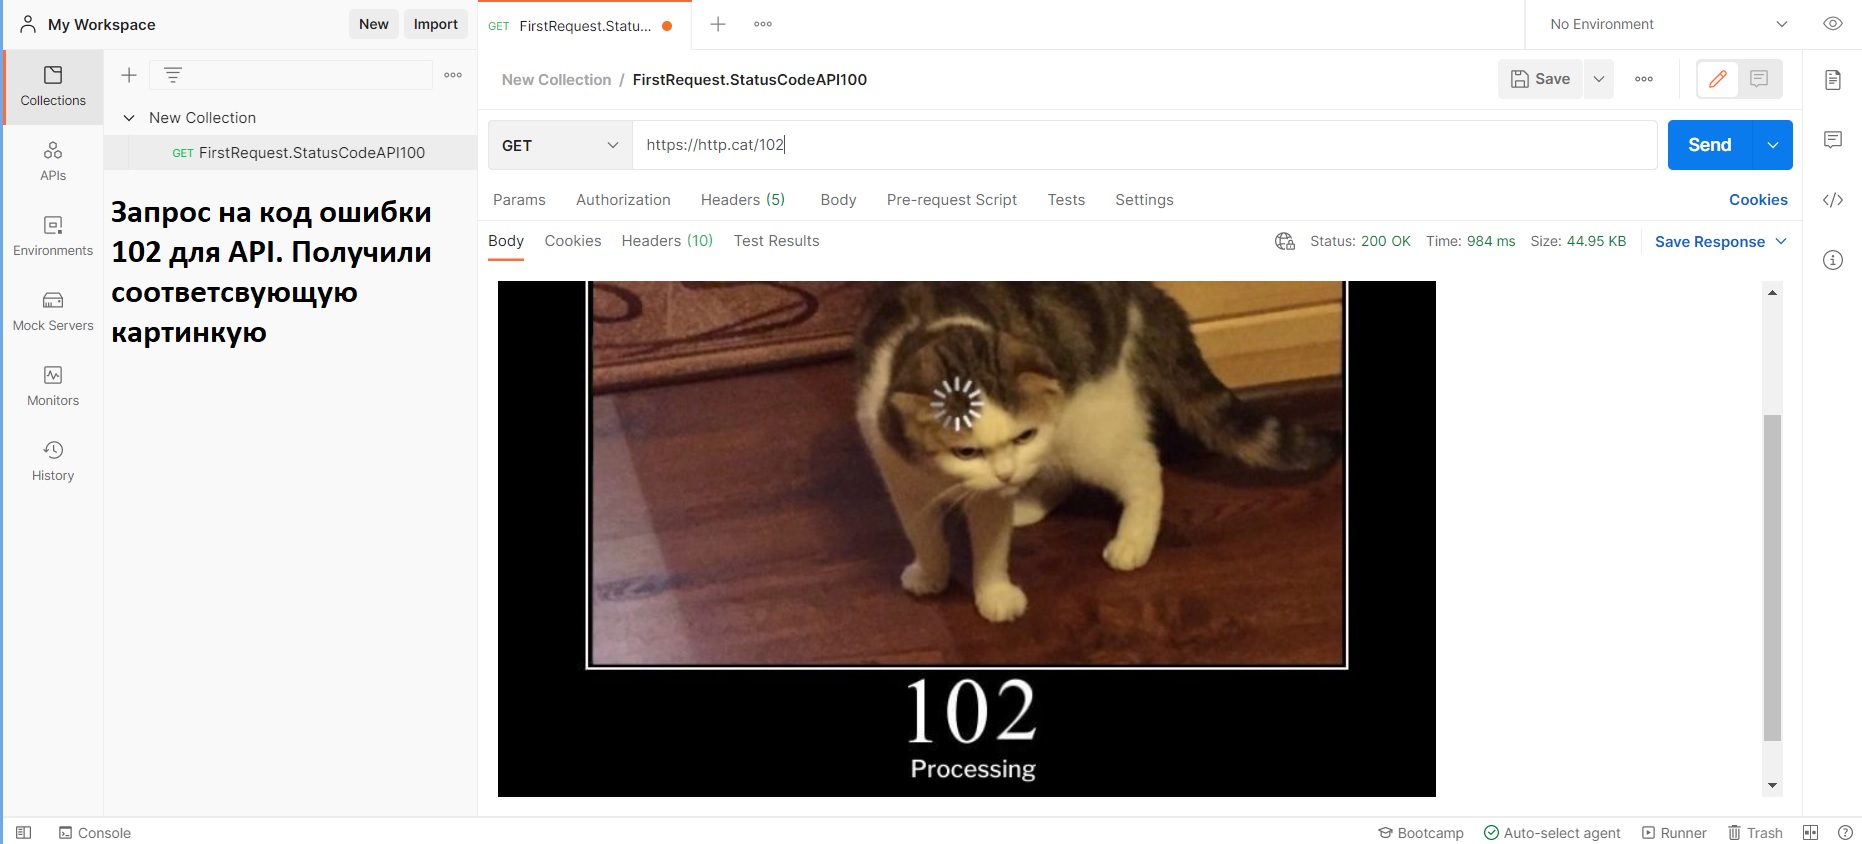 My Workspace
New
Import
GET FirstRequest.Statu...
No Environment
Collections
New Collection / FirstRequest.StatusCodeAPI100
Save
New Collection
GET FirstRequest.StatusCodeAPI100
GET
https://http.cat/102
Send
APIs
Params
Authorization
Headers (5)
Body
Pre-request Script
Tests
Settings
Cookies
Запрос на код ошибки
102 для API. Получили
соответсвующую
картинкую
Environments
Body
Cookies
Headers (10)
Test Results
Status: 200 OK
Time: 984 ms
Size: 44.95 KB
Save Response
Mock Servers
Monitors
History
102
Processing
Console
Bootcamp
Auto-select agent
Runner
Trash